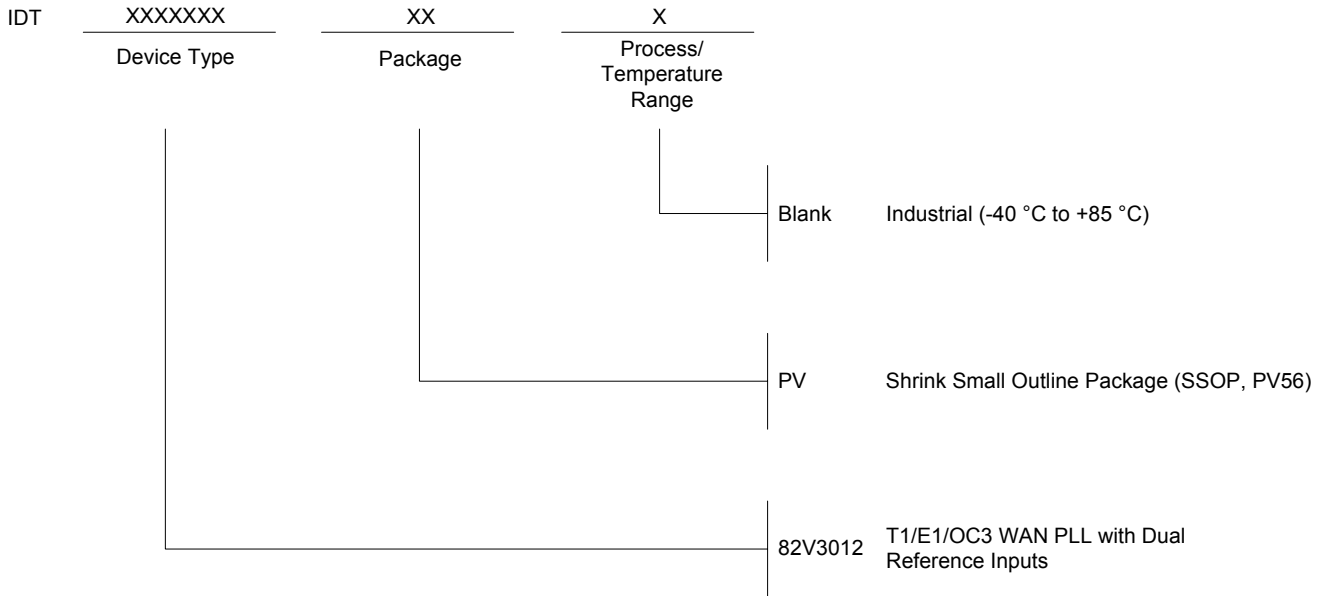 IDT XXXXXXX XX X
Device Type Package Process/
Temperature
Range
Blank Industrial (-40 °C to +85 °C)
PV Shrink Small Outline Package (SSOP, PV56)
82V3012 T1/E1/OC3 WAN PLL with Dual
Reference Inputs